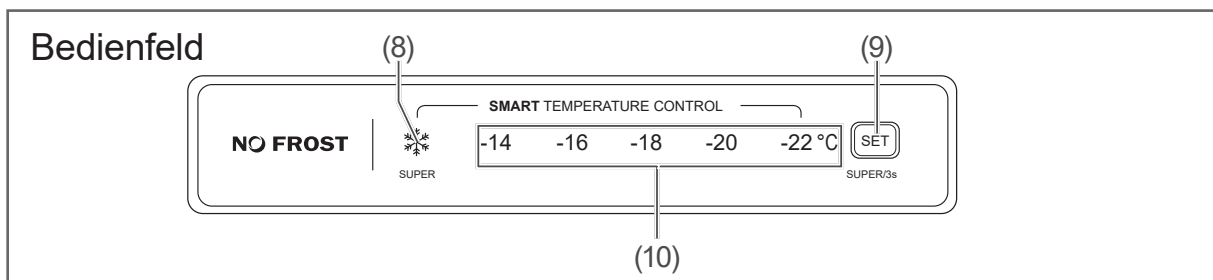 Bedienfeld
(8) (9)
SMART TEMPERATURE CONTROL
NO FROST -14 -16 -18 -20 -22 °C SET
SUPER SUPER/3s
(10)